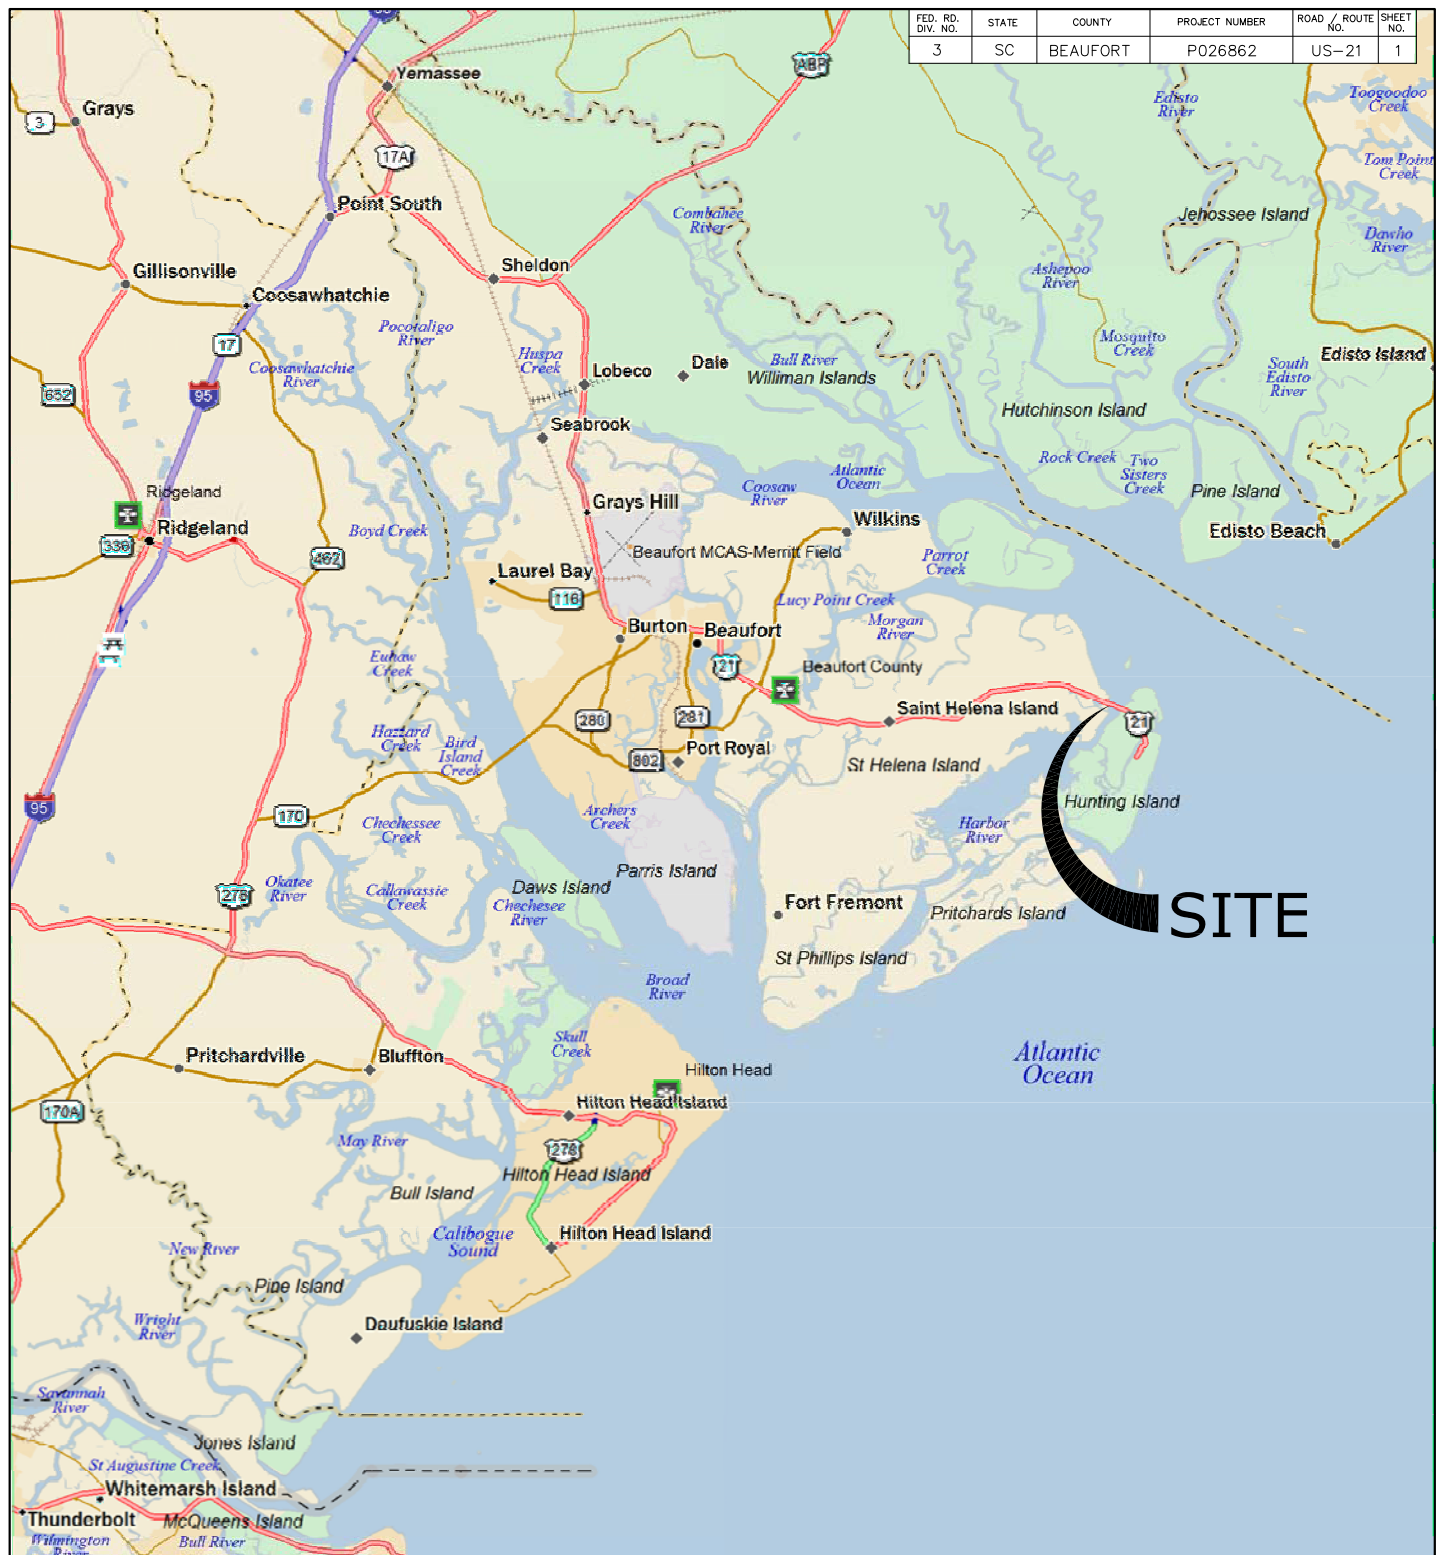 FED. RD. DIV. NO.
STATE
COUNTY
PROJECT NUMBER
ROAD / ROUTE NO.
SHEET NO.
3
SC
BEAUFORT
P026862
US-21
1
Yemassee
Grays
3
17A
Edisto
River
Toogoodoo
Creek
Tom Point
Creek
Point South
Combahee
River
Jehossee Island
Dawho
River
Gillisonville
Sheldon
Ashepoo
River
Coosawhatchie
Pocotaligo
River
17
Huspa
Creek
Mosquito
Creek
Coosawhatchie
River
Lobeco
Dale
Bull River
Williman Islands
South
Edisto
River
Edisto Island
652
95
Hutchinson Island
Seabrook
Rock Creek
Two
Sisters
Creek
Atlantic
Ocean
Coosaw
River
Pine Island
Ridgeland
Ridgeland
Grays Hill
Wilkins
Edisto Beach
Boyd Creek
336
462
Beaufort MCAS-Merritt Field
Parrot
Creek
Laurel Bay
116
Lucy Point Creek
Morgan
River
Burton
Beaufort
21
Beaufort County
Euhaw
Creek
Saint Helena Island
280
281
21
Hazzard
Creek
Bird
Island
Creek
802
Port Royal
St Helena Island
95
170
Chechessee
Creek
Archers
Creek
Harbor
River
Hunting Island
Parris Island
Okatee
River
278
Callawassie
Creek
Daws Island
Chechesee
River
Fort Fremont
Pritchards Island
SITE
St Phillips Island
Broad
River
Skull
Creek
Atlantic
Ocean
Pritchardville
Bluffton
Hilton Head
170A
Hilton Head Island
May River
278
Hilton Head Island
Bull Island
Calibogue
Sound
Hilton Head Island
New River
Pine Island
Wright
River
Daufuskie Island
Savannah
River
Jones Island
St Augustine Creek
Whitemarsh Island
Thunderbolt
McQueens Island
Wilmington
River
Bull River